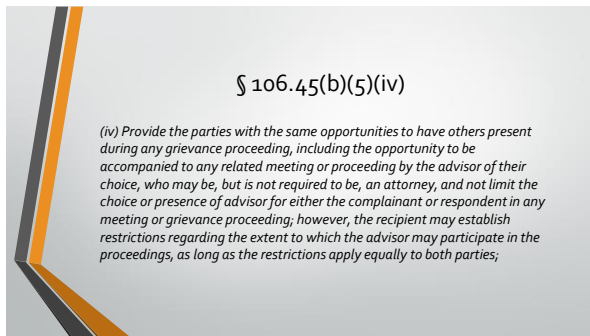 § 106.45(b)(5)(iv)
(iv) Provide the parties with the same opportunities to have others present
during any grievance proceeding, including the opportunity to be
accompanied to any related meeting or proceeding by the advisor of their
choice, who may be, but is not required to be, an attorney, and not limit the
choice or presence of advisor for either the complainant or respondent in any
meeting or grievance proceeding; however, the recipient may establish
restrictions regarding the extent to which the advisor may participate in the
proceedings, as long as the restrictions apply equally to both parties;